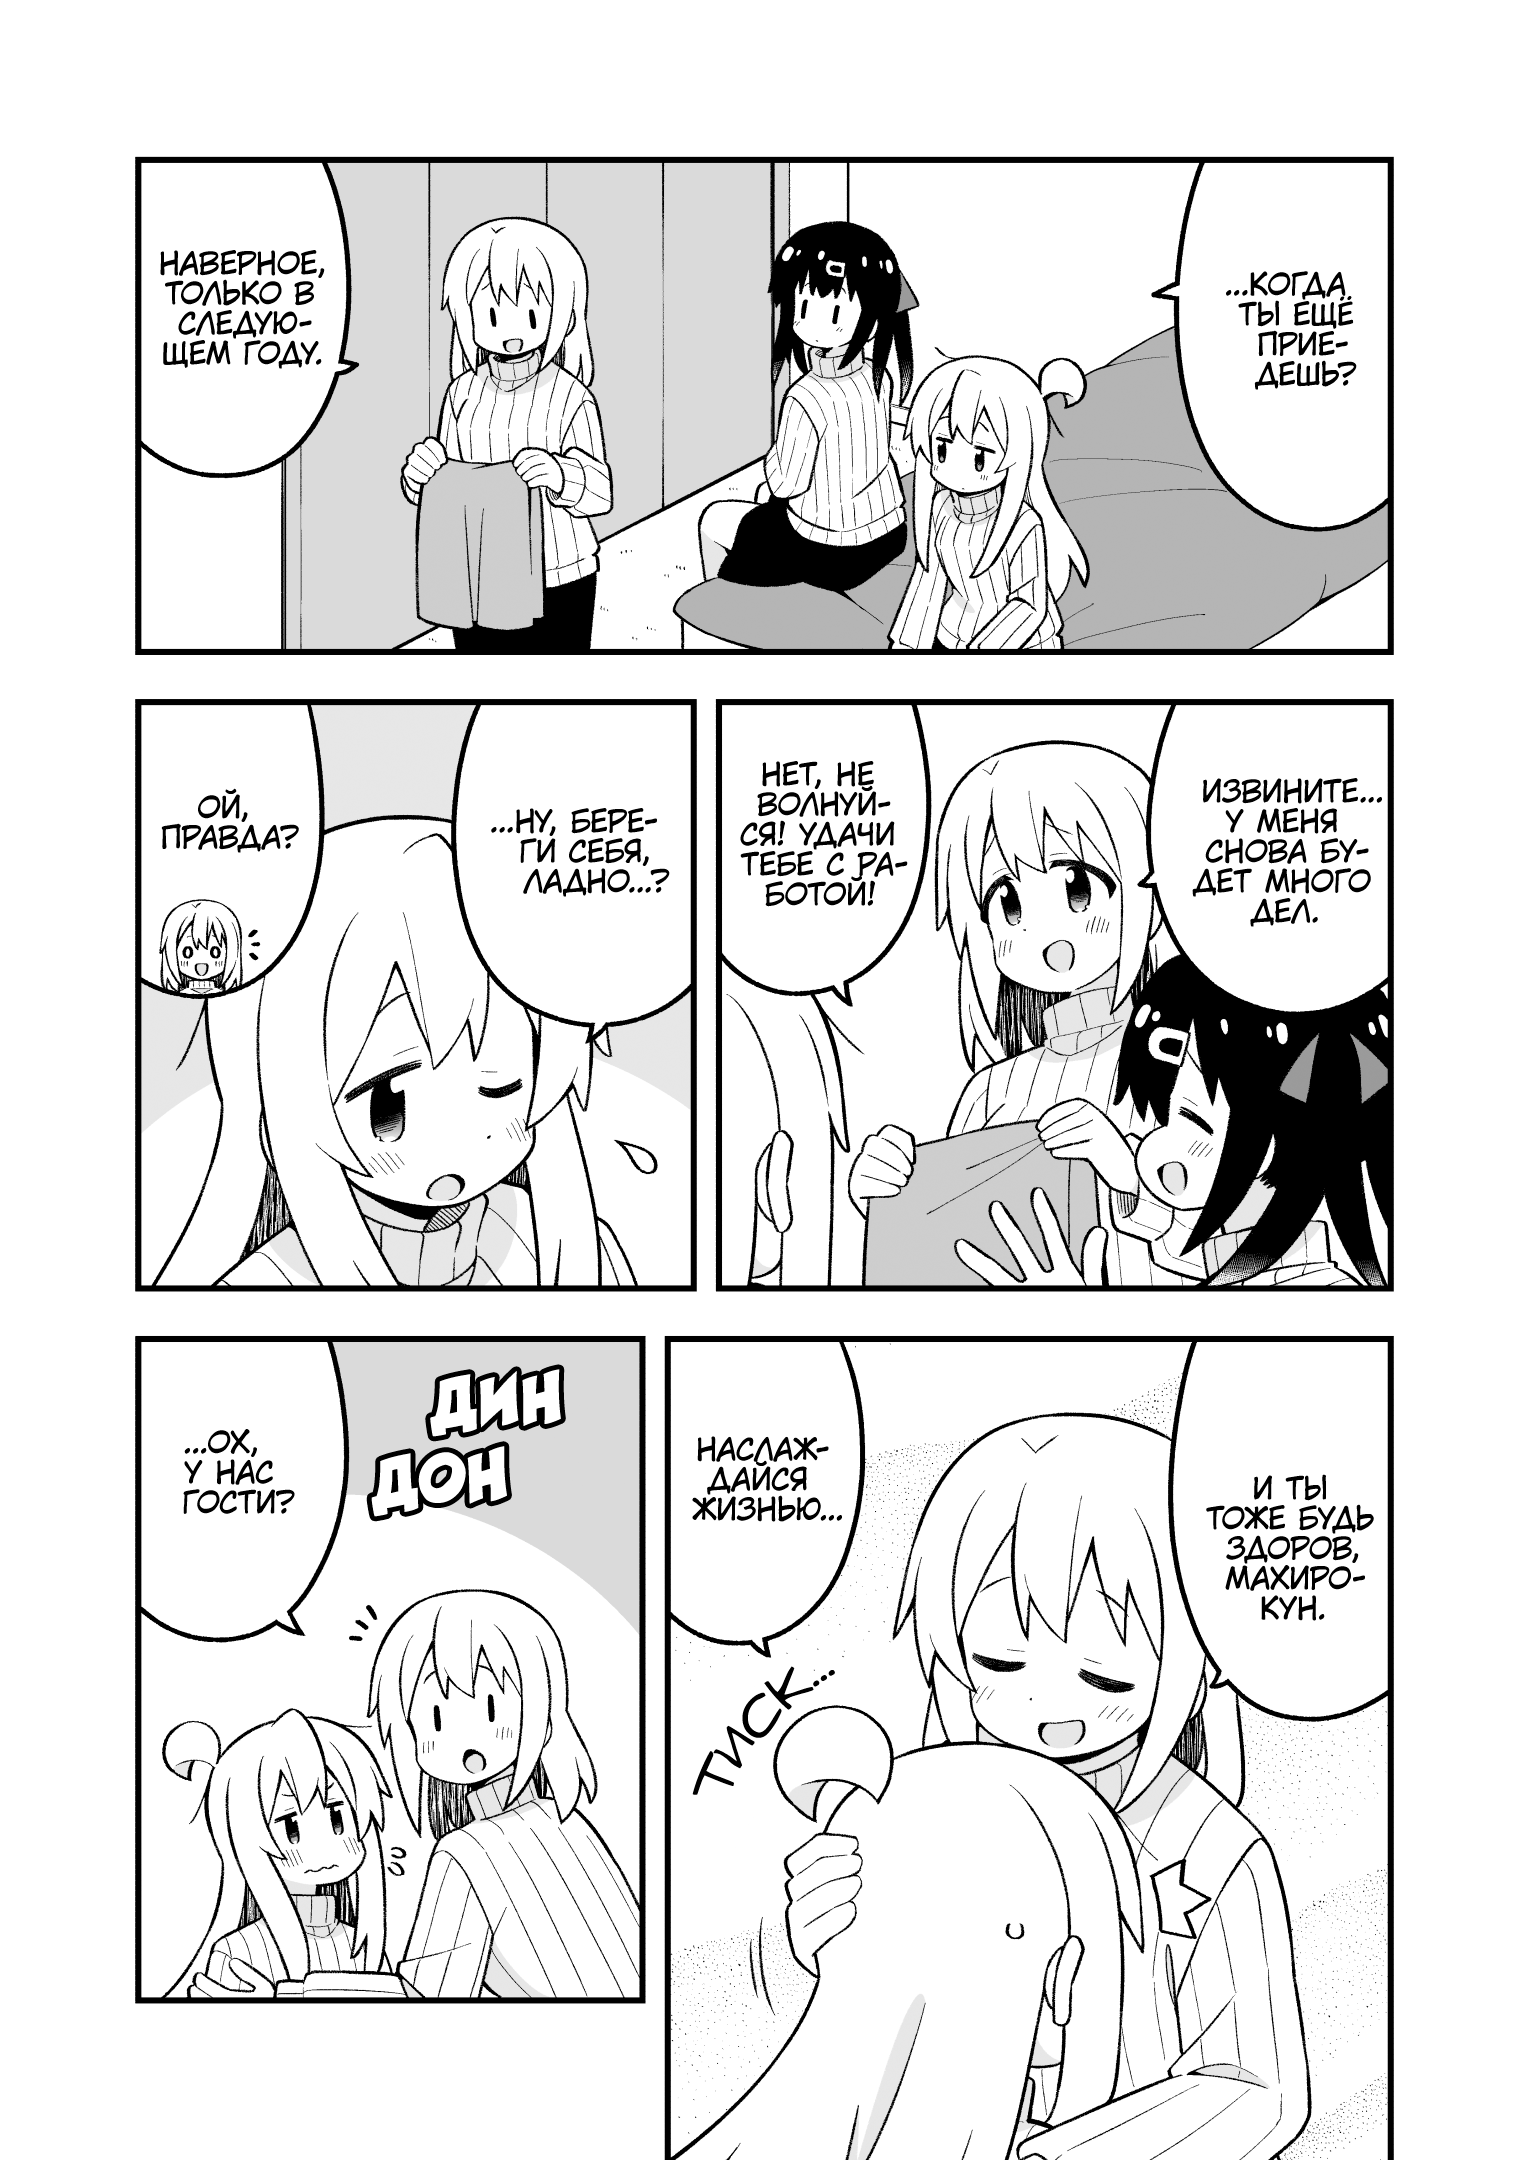 ...КОГДА
ТЫ ЕЩЁ
ПРИЕ-
ДЕШЬ?
НАВЕРНОЕ,
ТОЛЬКО В
СЛЕДУЮ-
ЩЕМ ГОДУ.
ИЗВИНИТЕ...
У МЕНЯ
СНОВА БУ-
ДЕТ МНОГО
ДЕЛ.
НЕТ, НЕ
ВОЛНУЙ-
СЯ! УДАЧИ
ТЕБЕ С РА-
БОТОЙ!
...НУ, БЕРЕ-
ГИ СЕБЯ,
ЛАДНО...?
ОЙ,
ПРАВДА?
И ТЫ
ТОЖЕ БУДЬ
ЗДОРОВ,
МАХИРО-
КУН.
НАСЛАЖ-
ДАЙСЯ
ЖИЗНЬЮ...
ТИСК...
ДИН
ДОН
...ОХ,
У НАС
ГОСТИ?